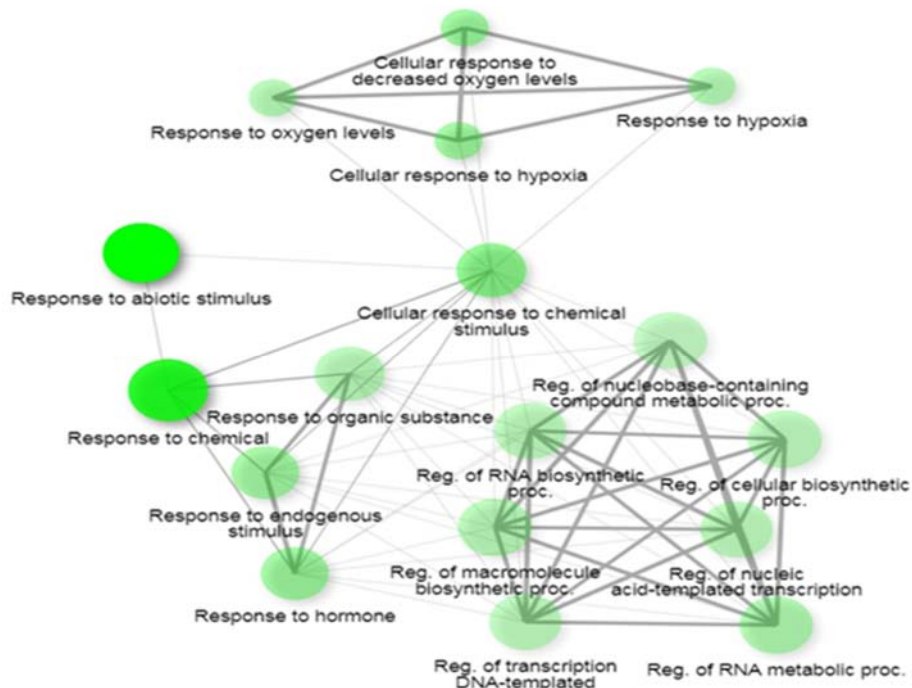 Cellular response to
decreased oxygen levels
Response to oxygen levels
Response to hypoxia
Cellular response to hypoxia
Response to abiotic stimulus
Cellular response to chemical
stimulus
Reg. of nucleobase-containing
compound metabolic proc.
Response to organic substance
Response to chemical
Reg. of RNA biosynthetic
proc.
Reg. of cellular biosynthetic
proc.
Response to endogenous
stimulus
Reg. of macromolecule
biosynthetic proc.
Reg. of nucleic
acid-templated transcription
Response to hormone
Reg. of transcription
DNA-templated
Reg. of RNA metabolic proc.